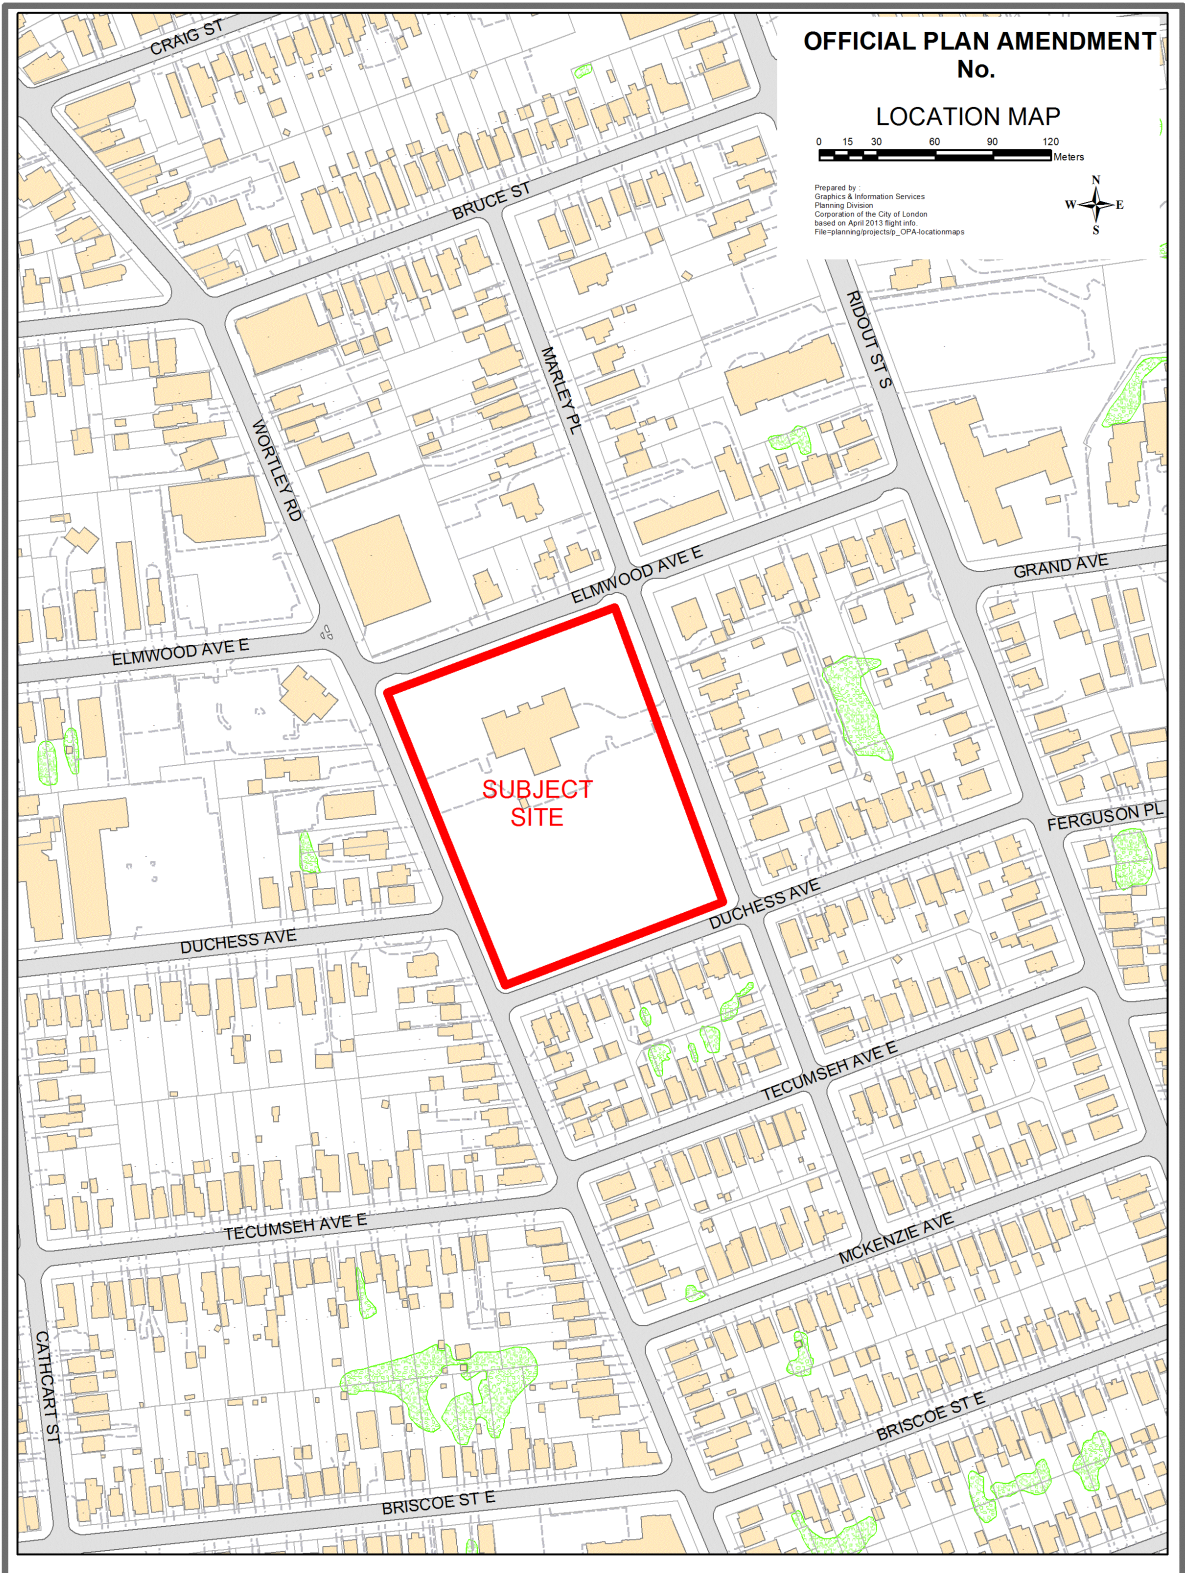 OFFICIAL PLAN AMENDMENT
No.
LOCATION MAP
0 15 30 60 90 120
Meters
Prepared by :
Graphics & Information Services
Planning Division
Corporation of the City of London
based on April 2013 flight info.
File=planning/projects/p_OPA-locationmaps
N
W E
S
CRAIG ST
BRUCE ST
RIDOUT ST S
MARLEY PL
WORTLEY RD
ELMWOOD AVE E
GRAND AVE
ELMWOOD AVE E
SUBJECT
SITE
FERGUSON PL
DUCHESS AVE
DUCHESS AVE
TECUMSEH AVE E
TECUMSEH AVE E
MCKENZIE AVE
CATHCART ST
BRISCOE ST E
BRISCOE ST E